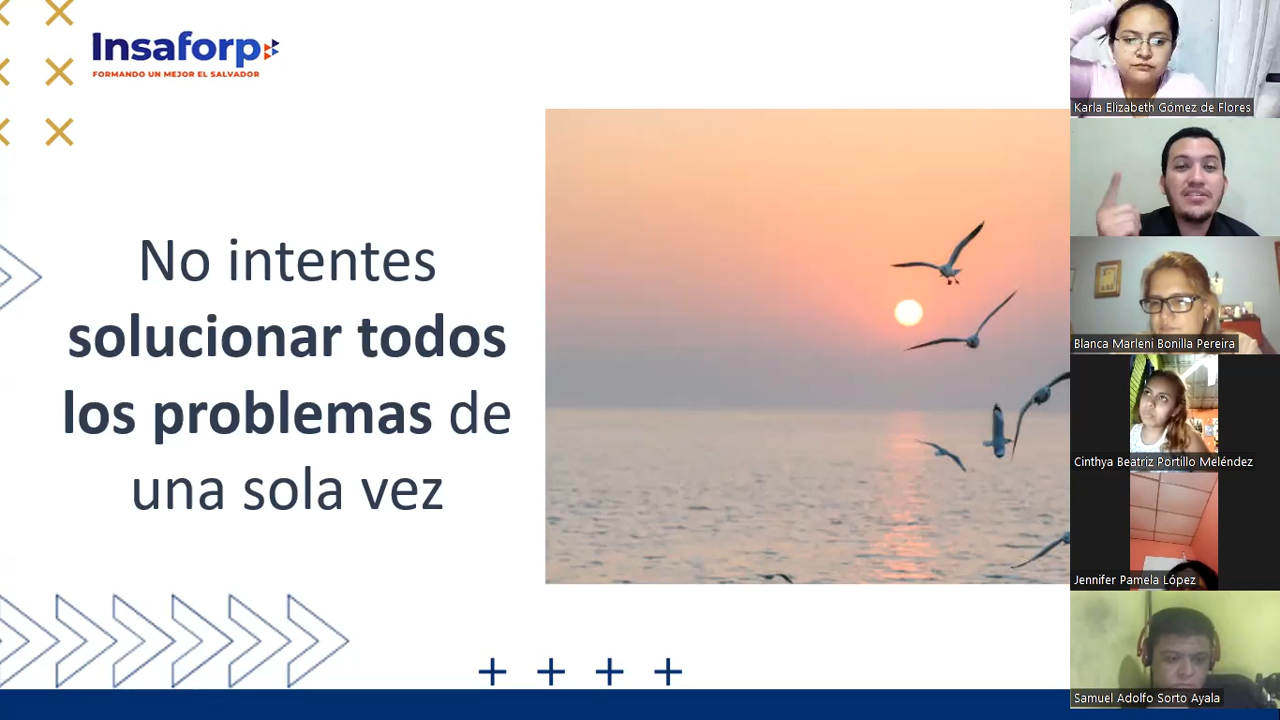 Insaforp
FORMANDO UN MEJOR EL SALVADOR
No intentes
solucionar todos
los problemas de
una sola vez
Karla Elizabeth Gómez de Flores
Blanca Marleni Bonilla Pereira
Cinthya Beatriz Portillo Meléndez
Jennifer Pamela López
Samuel Adolfo Sorto Ayala